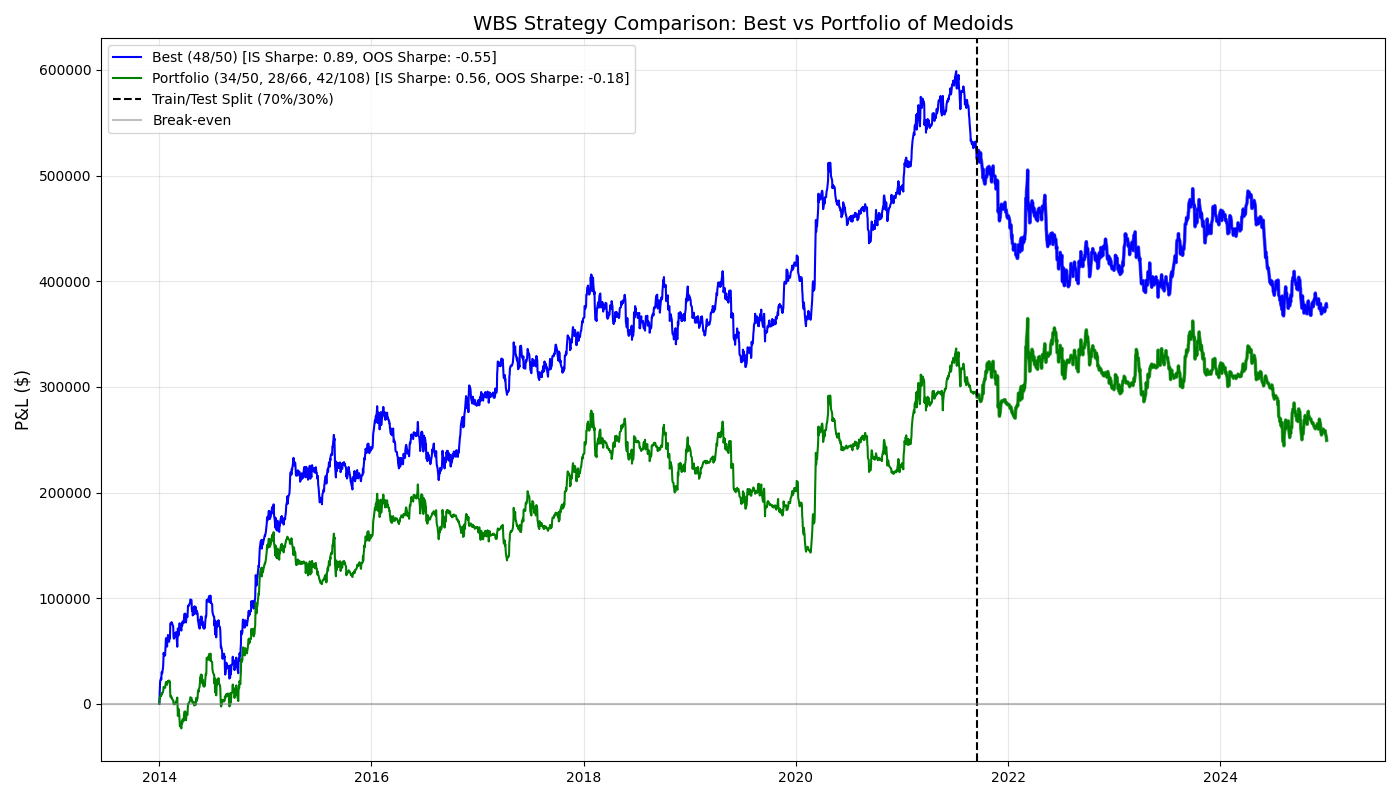 WBS Strategy Comparison: Best vs Portfolio of Medoids
Best (48/50) [IS Sharpe: 0.89, OOS Sharpe: -0.55]
Portfolio (34/50, 28/66, 42/108) [IS Sharpe: 0.56, OOS Sharpe: -0.18]
Train/Test Split (70%/30%)
Break-even
P&L ($)
600000
500000
400000
300000
200000
100000
0
2014 2016 2018 2020 2022 2024